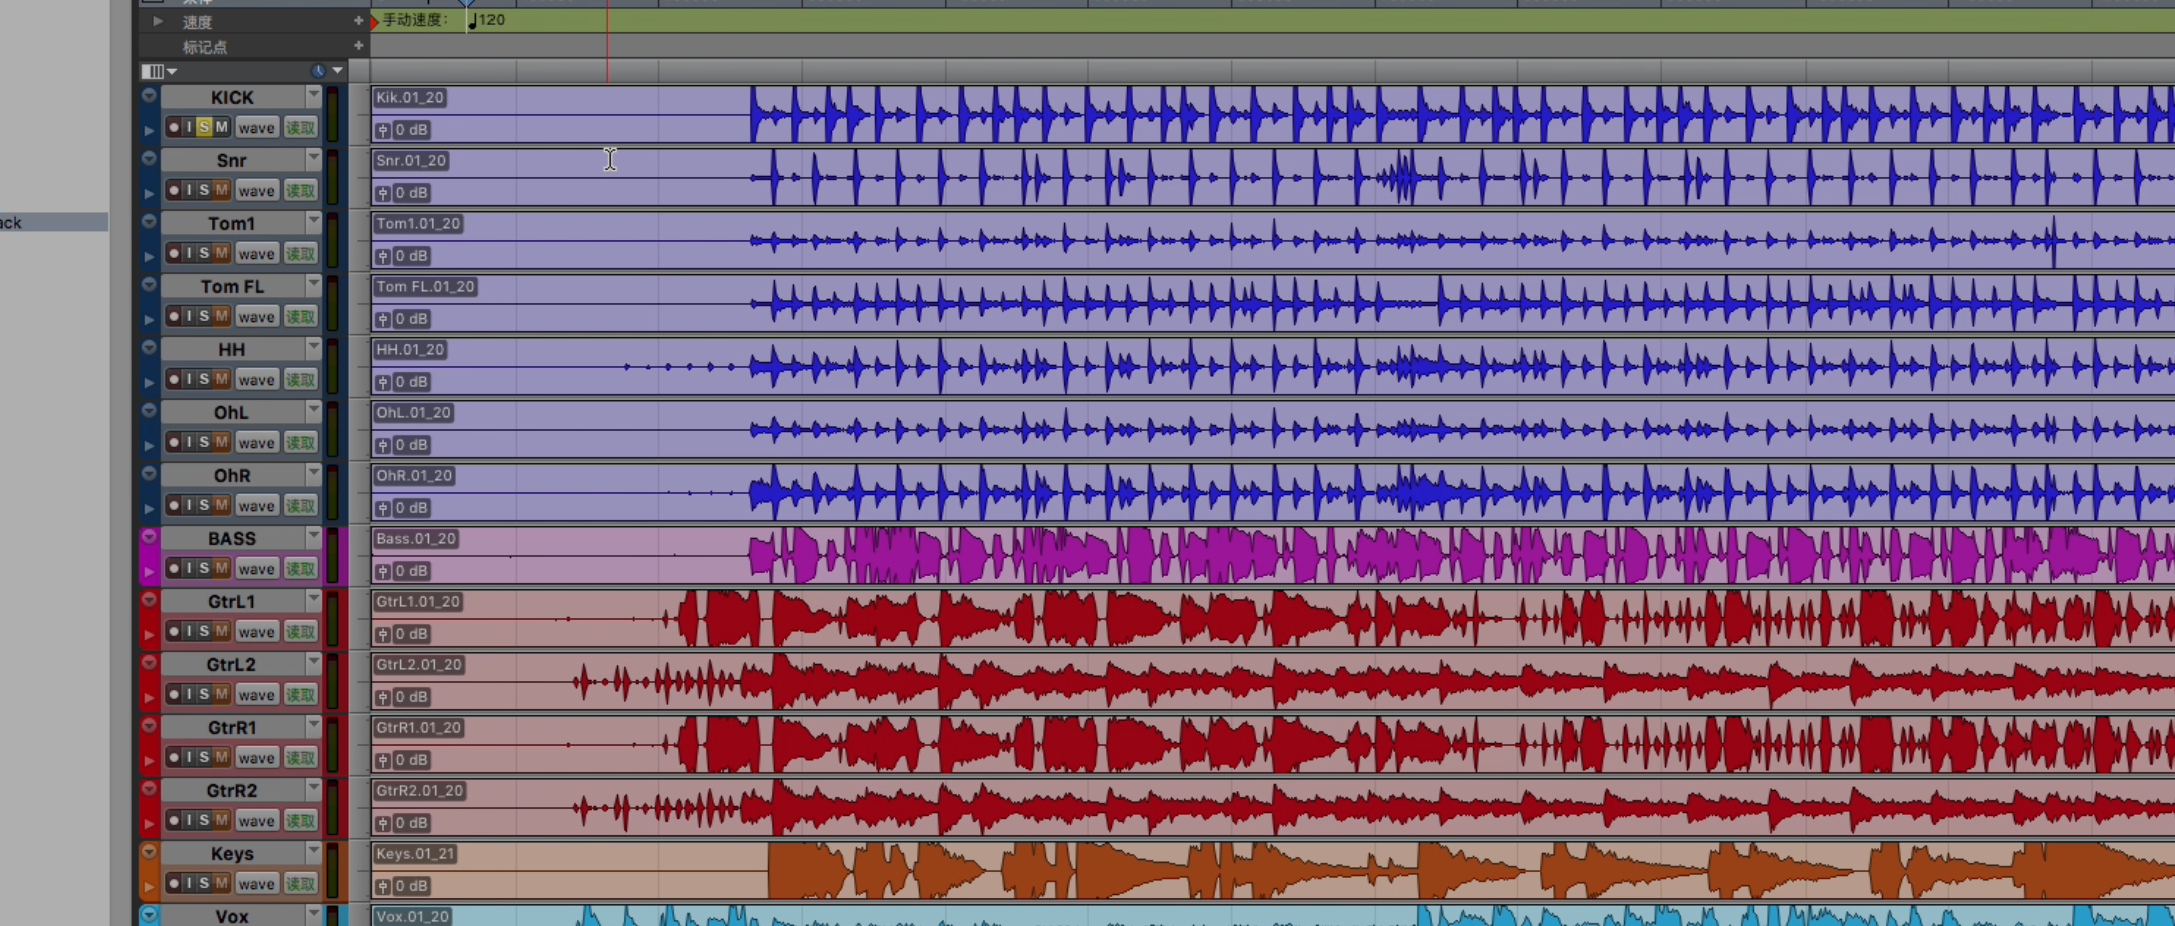 速度 + 手动速度: ♩120
标记点 +
KICK Kik.01_20
I S M wave 读取 0 dB
Snr Snr.01_20
I S M wave 读取 0 dB
ack
Tom1 Tom1.01_20
I S M wave 读取 0 dB
Tom FL Tom FL.01_20
I S M wave 读取 0 dB
HH HH.01_20
I S M wave 读取 0 dB
OhL OhL.01_20
I S M wave 读取 0 dB
OhR OhR.01_20
I S M wave 读取 0 dB
BASS Bass.01_20
I S M wave 读取 0 dB
GtrL1 GtrL1.01_20
I S M wave 读取 0 dB
GtrL2 GtrL2.01_20
I S M wave 读取 0 dB
GtrR1 GtrR1.01_20
I S M wave 读取 0 dB
GtrR2 GtrR2.01_20
I S M wave 读取 0 dB
Keys Keys.01_21
I S M wave 读取 0 dB
Vox Vox.01_20